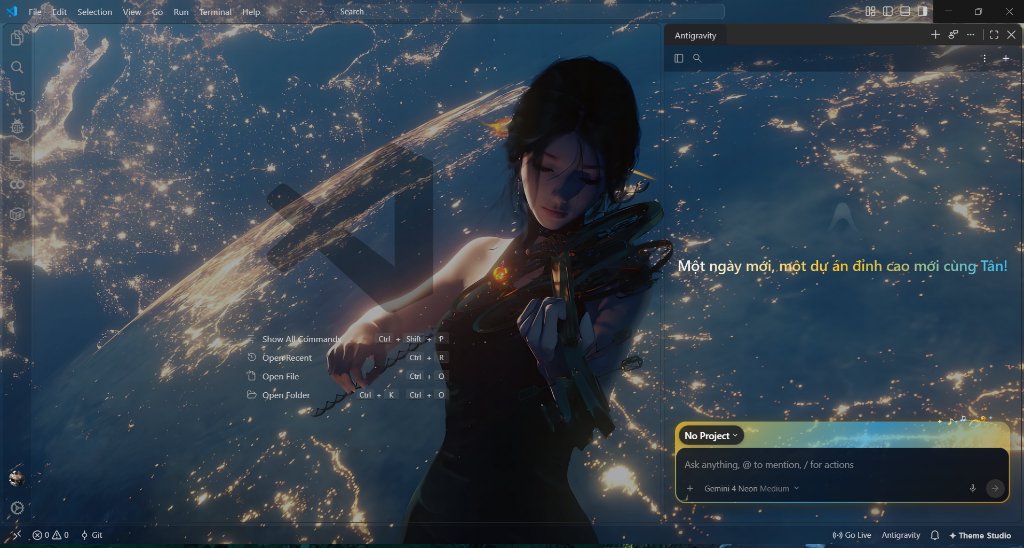 File Edit Selection View Go Run Terminal Help Search
Antigravity
Một ngày mới, một dự án đỉnh cao mới cùng Tân!
Show All Commands Ctrl + Shift + P
Open Recent Ctrl + R
Open File Ctrl + O
Open Folder Ctrl + K Ctrl + O
No Project
Ask anything, @ to mention, / for actions
Gemini 4 Neon Medium
0 0 Git Go Live Antigravity Theme Studio